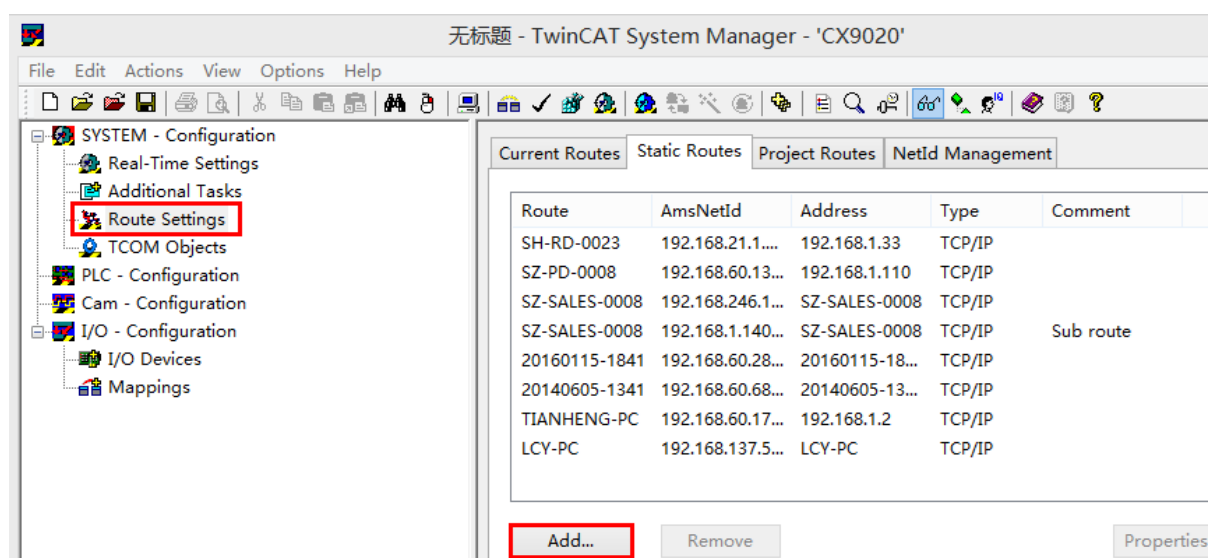 无标题 - TwinCAT System Manager - 'CX9020'
File Edit Actions View Options Help
SYSTEM - Configuration
Real-Time Settings
Additional Tasks
Route Settings
TCOM Objects
PLC - Configuration
Cam - Configuration
I/O - Configuration
I/O Devices
Mappings
Current Routes Static Routes Project Routes NetId Management
Route AmsNetId Address Type Comment
SH-RD-0023 192.168.21.1.... 192.168.1.33 TCP/IP
SZ-PD-0008 192.168.60.13... 192.168.1.110 TCP/IP
SZ-SALES-0008 192.168.246.1... SZ-SALES-0008 TCP/IP
SZ-SALES-0008 192.168.1.140... SZ-SALES-0008 TCP/IP Sub route
20160115-1841 192.168.60.28... 20160115-18... TCP/IP
20140605-1341 192.168.60.68... 20140605-13... TCP/IP
TIANHENG-PC 192.168.60.17... 192.168.1.2 TCP/IP
LCY-PC 192.168.137.5... LCY-PC TCP/IP
Add... Remove Properties